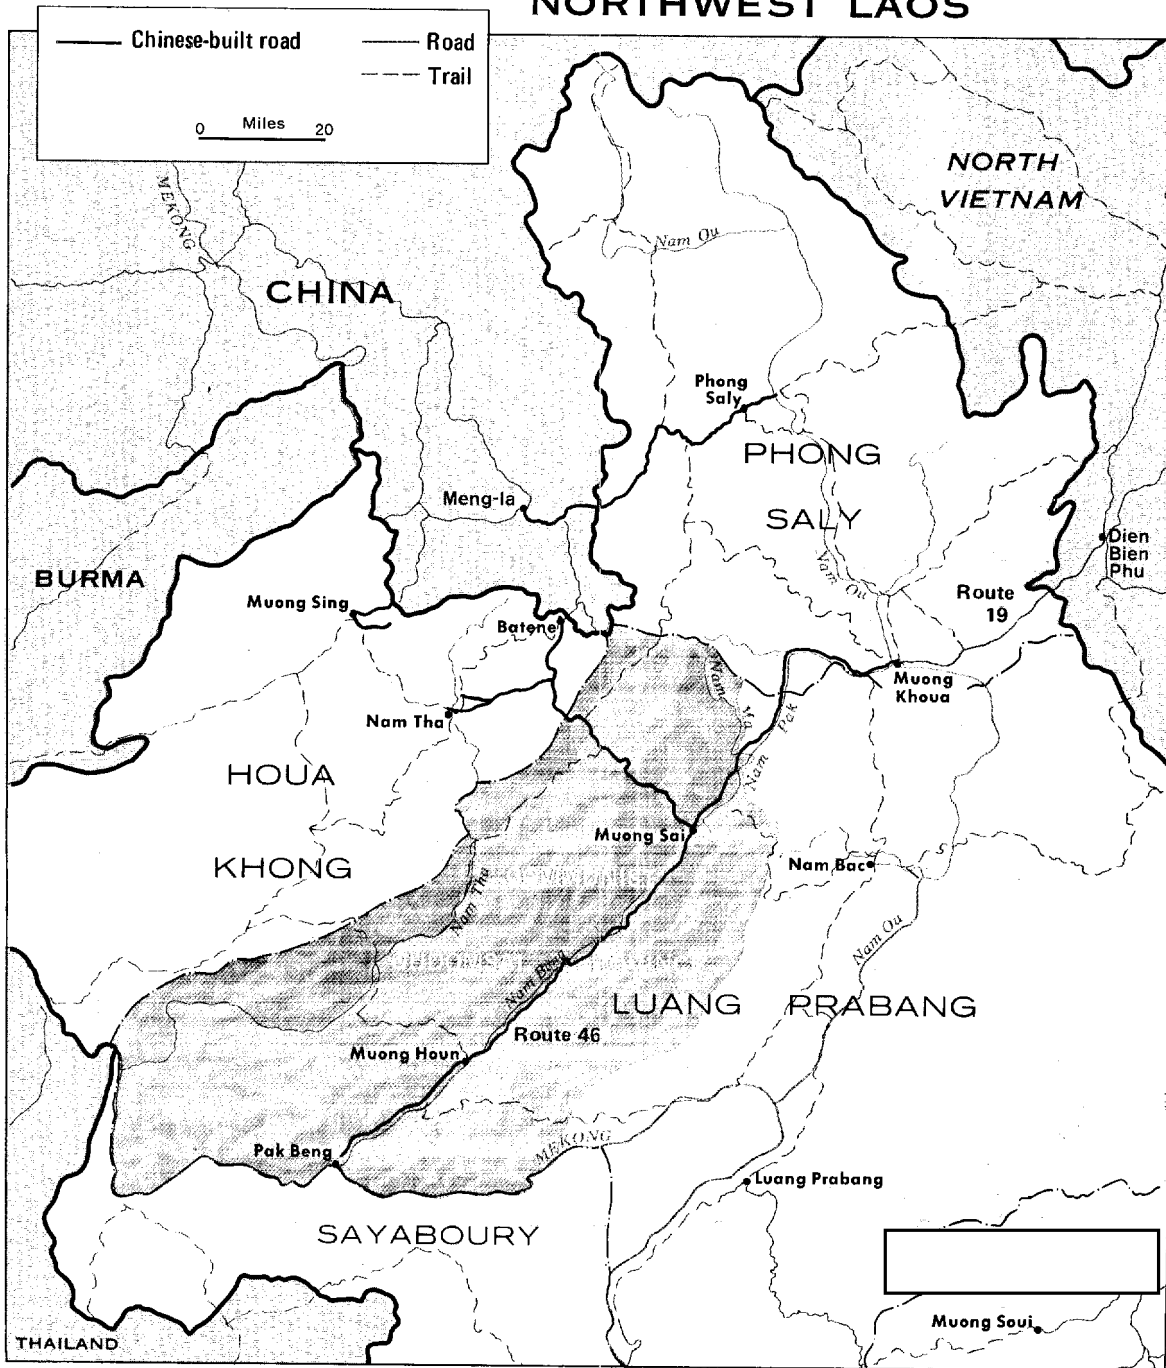 NORTHWEST LAOS
Chinese-built road
Road
Trail
0 Miles 20
MEKONG
CHINA
NORTH
VIETNAM
Nam Ou
Phong
Saly
PHONG
SALY
Meng-la
Dien
Bien
Phu
BURMA
Nam Ou
Route
19
Muong Sing
Batene
Muong
Khoua
Nam Tha
Nam
Pak
Nam
HOUA
KHONG
Muong Sai
Nam Bac
Nam Tha
Nam Ou
Nam
LUANG PRABANG
Route 46
Muong Houn
Pak Beng
MEKONG
Luang Prabang
SAYABOURY
Muong Soui
THAILAND